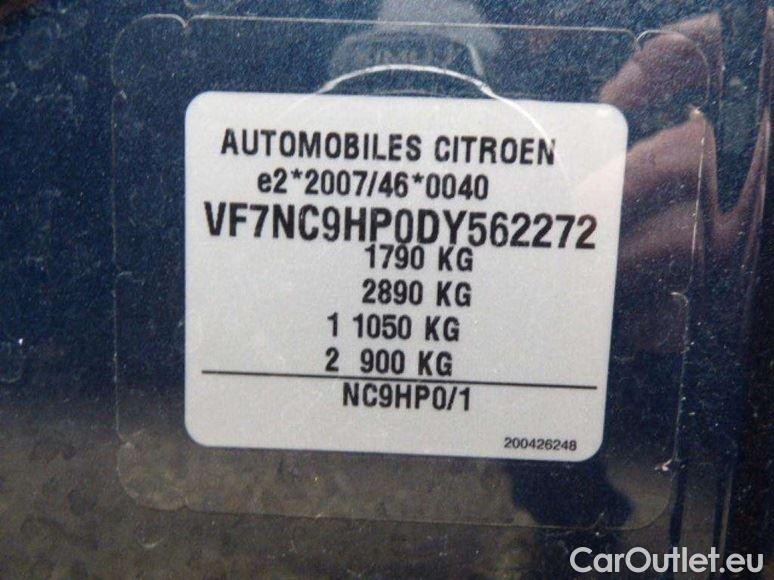 AUTOMOBILES CITROEN
e2*2007/46*0040
VF7NC9HP0DY562272
1790 KG
2890 KG
1 1050 KG
2 900 KG
NC9HP0/1
200426248
CarOutlet.eu